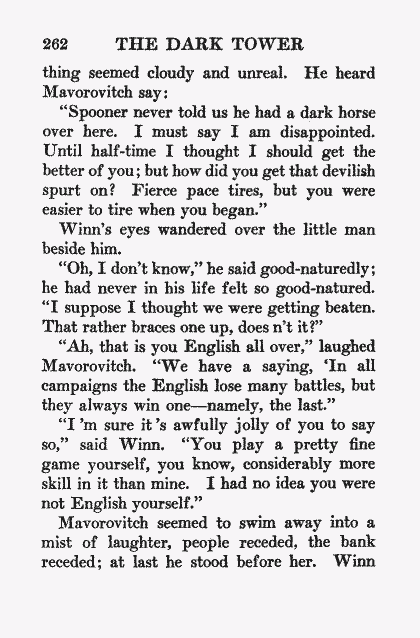 262 THE DARK TOWER
thing seemed cloudy and unreal. He heard
Mavorovitch say:
“Spooner never told us he had a dark horse
over here. I must say I am disappointed.
Until half-time I thought I should get the
better of you; but how did you get that devilish
spurt on? Fierce pace tires, but you were
easier to tire when you began.”
Winn’s eyes wandered over the little man
beside him.
“Oh, I don’t know,” he said good-naturedly;
he had never in his life felt so good-natured.
“I suppose I thought we were getting beaten.
That rather braces one up, does n’t it?”
“Ah, that is you English all over,” laughed
Mavorovitch. “We have a saying, ‘In all
campaigns the English lose many battles, but
they always win one—namely, the last.”
“I ’m sure it ’s awfully jolly of you to say
so,” said Winn. “You play a pretty fine
game yourself, you know, considerably more
skill in it than mine. I had no idea you were
not English yourself.”
Mavorovitch seemed to swim away into a
mist of laughter, people receded, the bank
receded; at last he stood before her. Winn